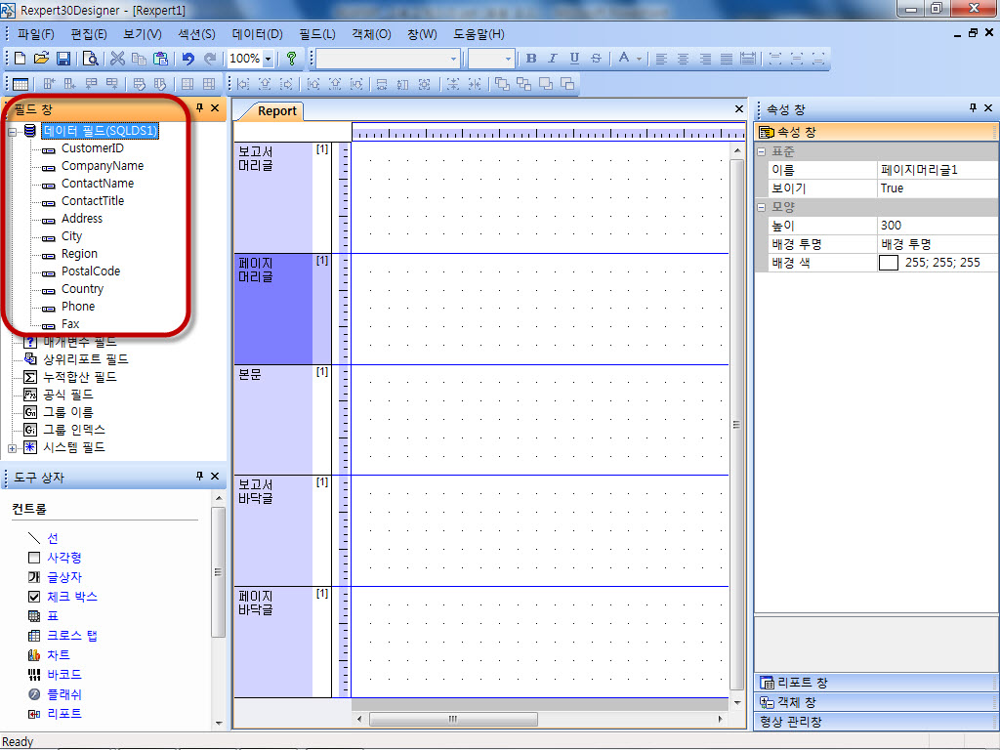 Rexpert30Designer - [Rexpert1]
파일(F) 편집(E) 보기(V) 섹션(S) 데이터(D) 필드(L) 객체(O) 창(W) 도움말(H)
100%
필드 창
데이터 필드(SQLDS1)
CustomerID
CompanyName
ContactName
ContactTitle
Address
City
Region
PostalCode
Country
Phone
Fax
매개변수 필드
상위리포트 필드
누적합산 필드
공식 필드
그룹 이름
그룹 인덱스
시스템 필드
도구 상자
컨트롤
선
사각형
글상자
체크 박스
표
크로스 탭
차트
바코드
플래쉬
리포트
Report
보고서 [1]
머리글
페이지 [1]
머리글
본문 [1]
보고서 [1]
바닥글
페이지 [1]
바닥글
속성 창
속성 창
표준
이름 페이지머리글1
보이기 True
모양
높이 300
배경 투명 배경 투명
배경 색 255; 255; 255
리포트 창
객체 창
형상 관리창
Ready